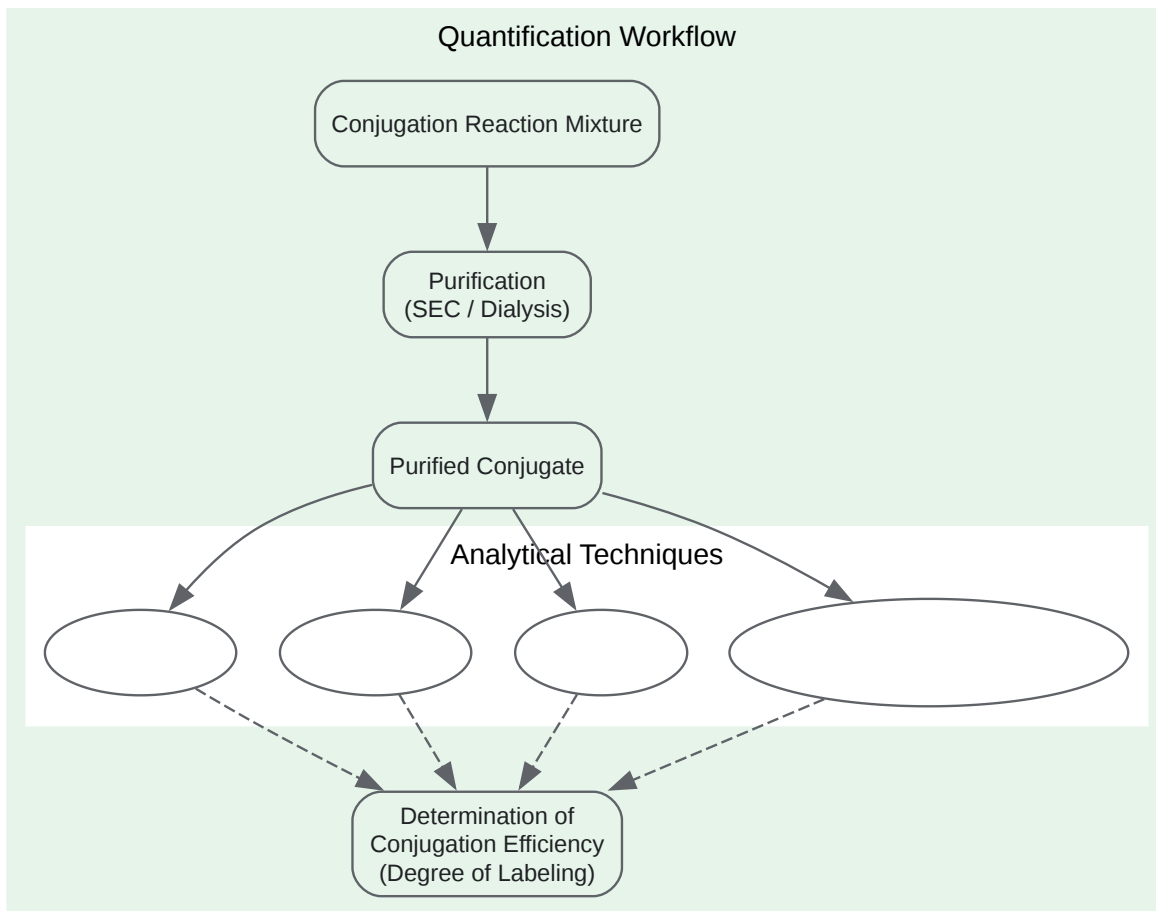 Quantification Workflow
Conjugation Reaction Mixture
Purification
(SEC / Dialysis)
Purified Conjugate
Analytical Techniques
Determination of
Conjugation Efficiency
(Degree of Labeling)